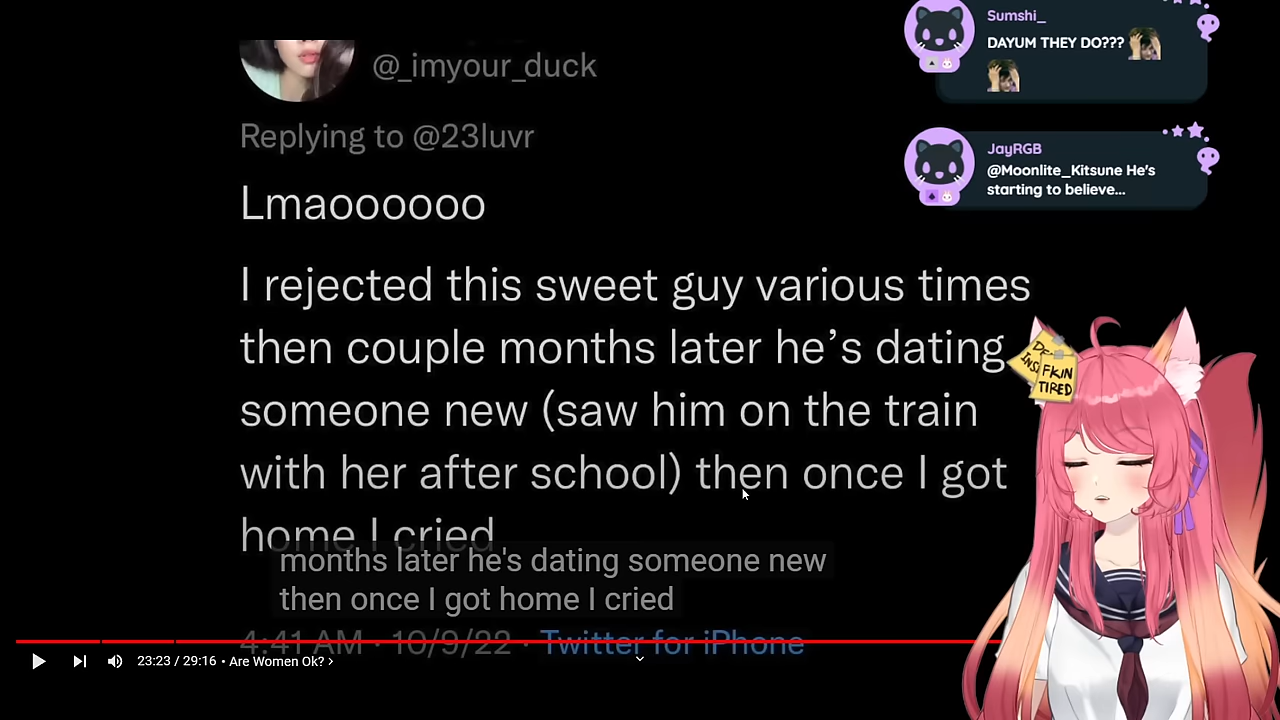 Sumshi_
DAYUM THEY DO???
@_imyour_duck
Replying to @23luvr
JayRGB
@Moonlite_Kitsune He's
starting to believe...
Lmaoooooo
I rejected this sweet guy various times
then couple months later he's dating
someone new (saw him on the train
with her after school) then once I got
home I cried
months later he's dating someone new
then once I got home I cried
4:41 AM · 10/9/22 · Twitter for iPhone
23:23 / 29:16 • Are Women Ok? ›
FKIN
TIRED